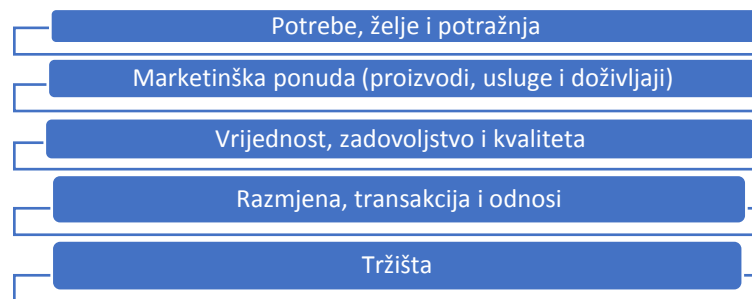 Potrebe, želje i potražnja
Marketinška ponuda (proizvodi, usluge i doživljaji)
Vrijednost, zadovoljstvo i kvaliteta
Razmjena, transakcija i odnosi
Tržišta